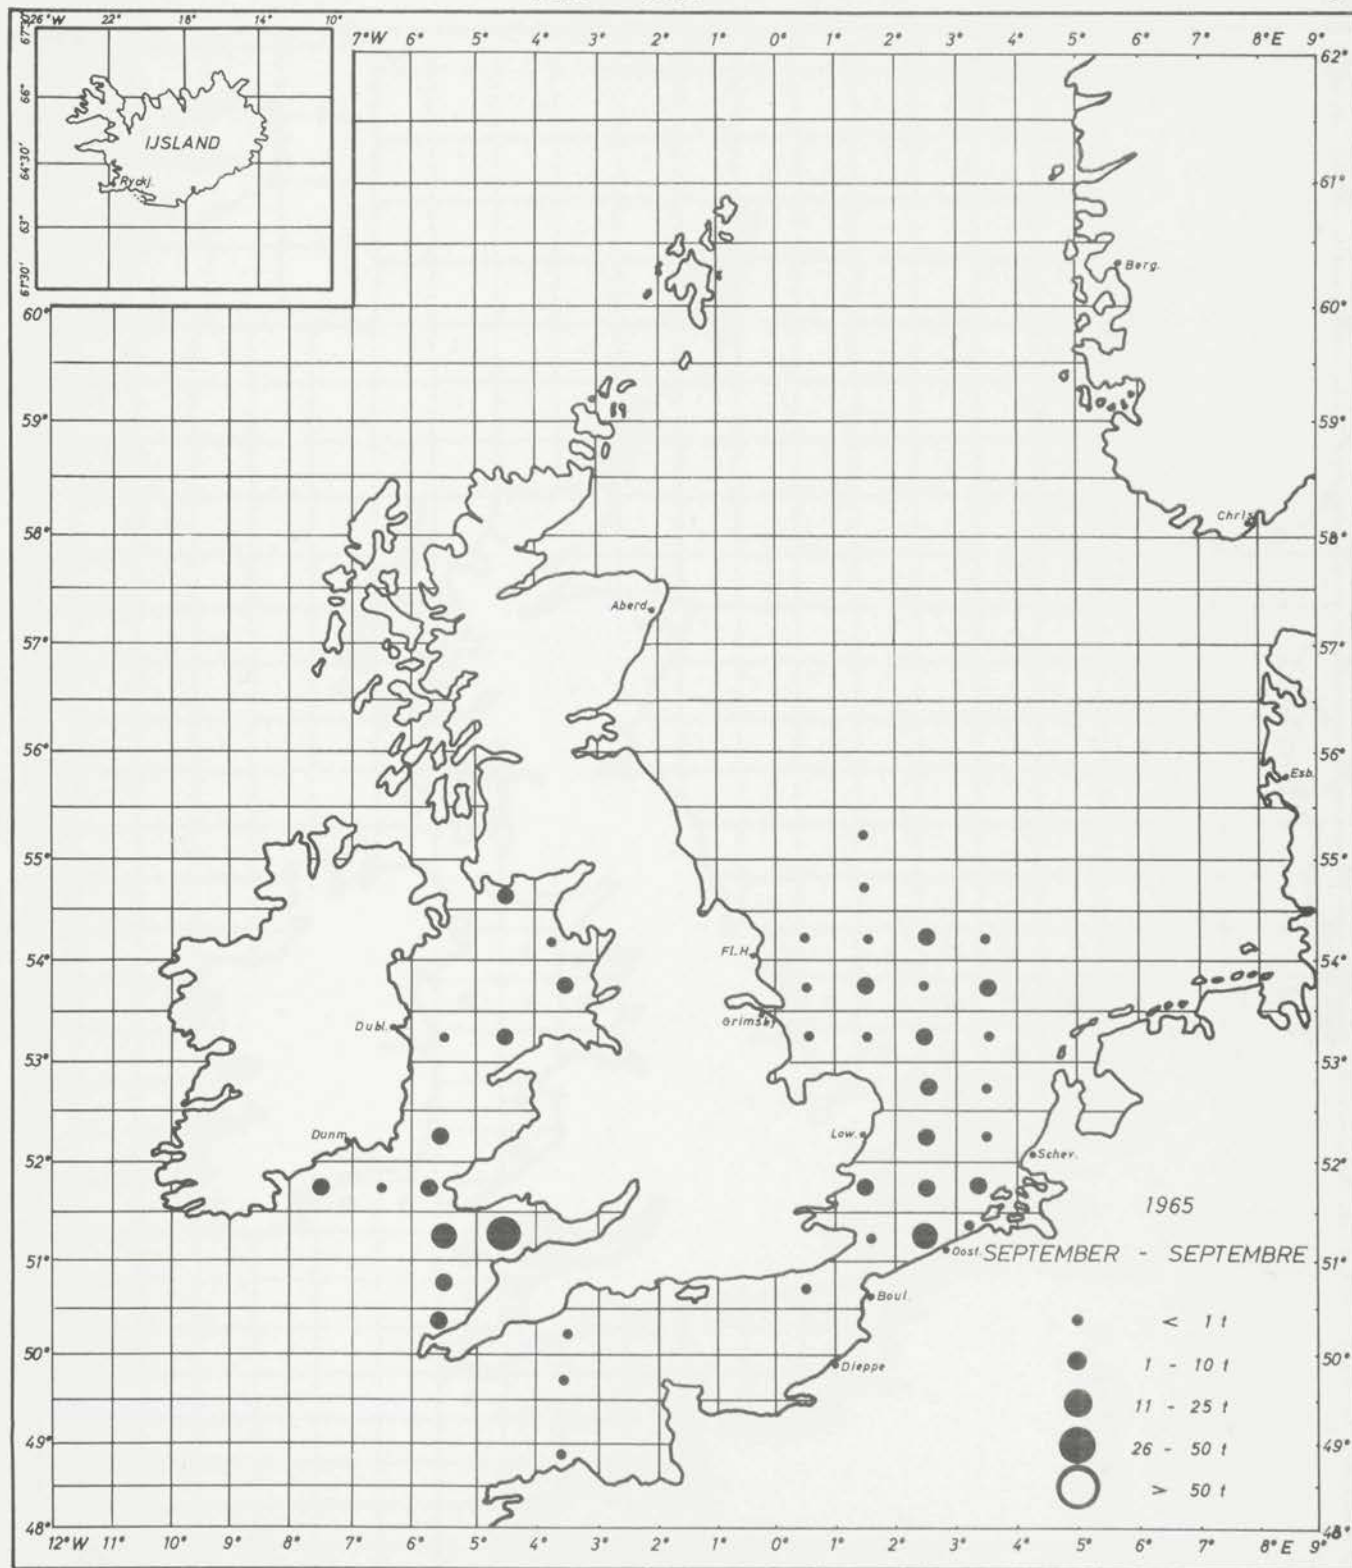 26°W 22° 18° 14° 10°
67°30'
66°
64°30'
63°
61°30'
IJSLAND
Ryckj.
7°W 6° 5° 4° 3° 2° 1° 0° 1° 2° 3° 4° 5° 6° 7° 8°E 9°
62°
61°
60° 60°
59° 59°
58° 58°
57° 57°
56° 56°
55° 55°
54° 54°
53° 53°
52° 52°
51° 51°
50° 50°
49° 49°
48° 48°
Berg.
Chris.
Aberd.
Esb.
Fl.H.
Dubl.
Grimsby
Dunm.
Low.
Schev.
Oost.
Boul.
Dieppe
1965
SEPTEMBER - SEPTEMBRE
< 1 t
1 - 10 t
11 - 25 t
26 - 50 t
> 50 t
12°W 11° 10° 9° 8° 7° 6° 5° 4° 3° 2° 1° 0° 1° 2° 3° 4° 5° 6° 7° 8°E 9°